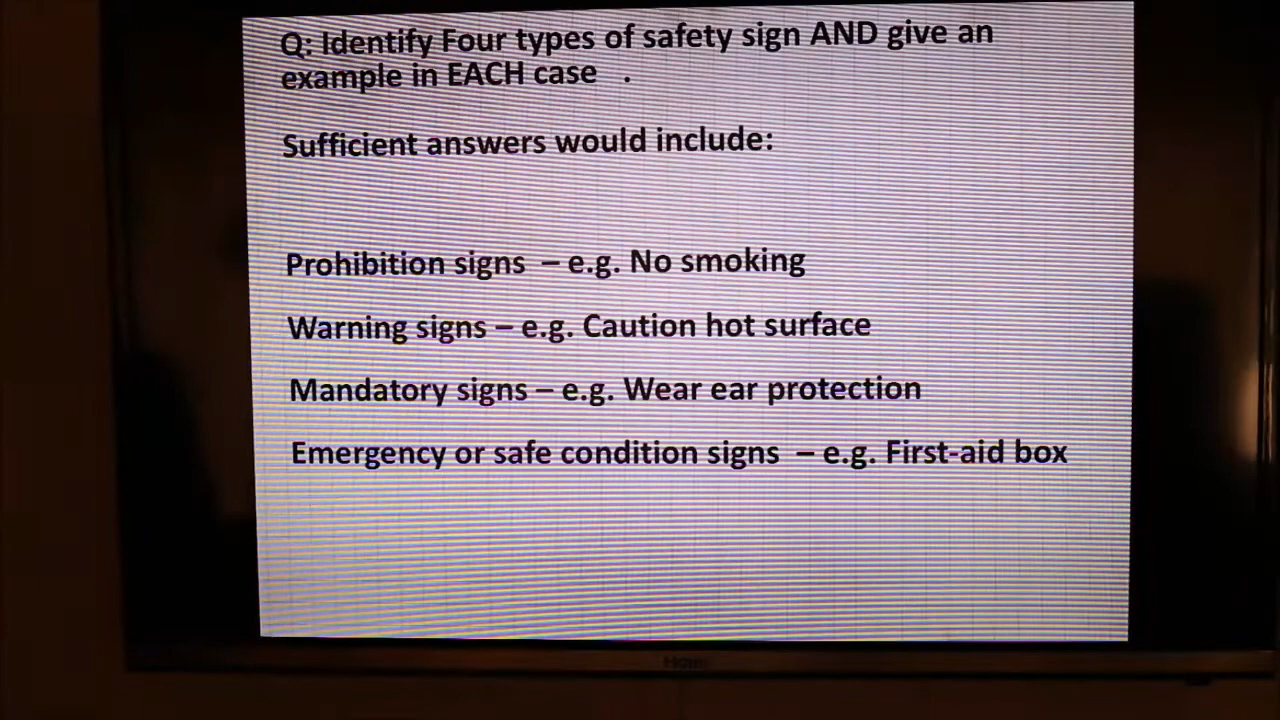 Q: Identify Four types of safety sign AND give an
example in EACH case .
Sufficient answers would include:
Prohibition signs – e.g. No smoking
Warning signs – e.g. Caution hot surface
Mandatory signs – e.g. Wear ear protection
Emergency or safe condition signs – e.g. First-aid box